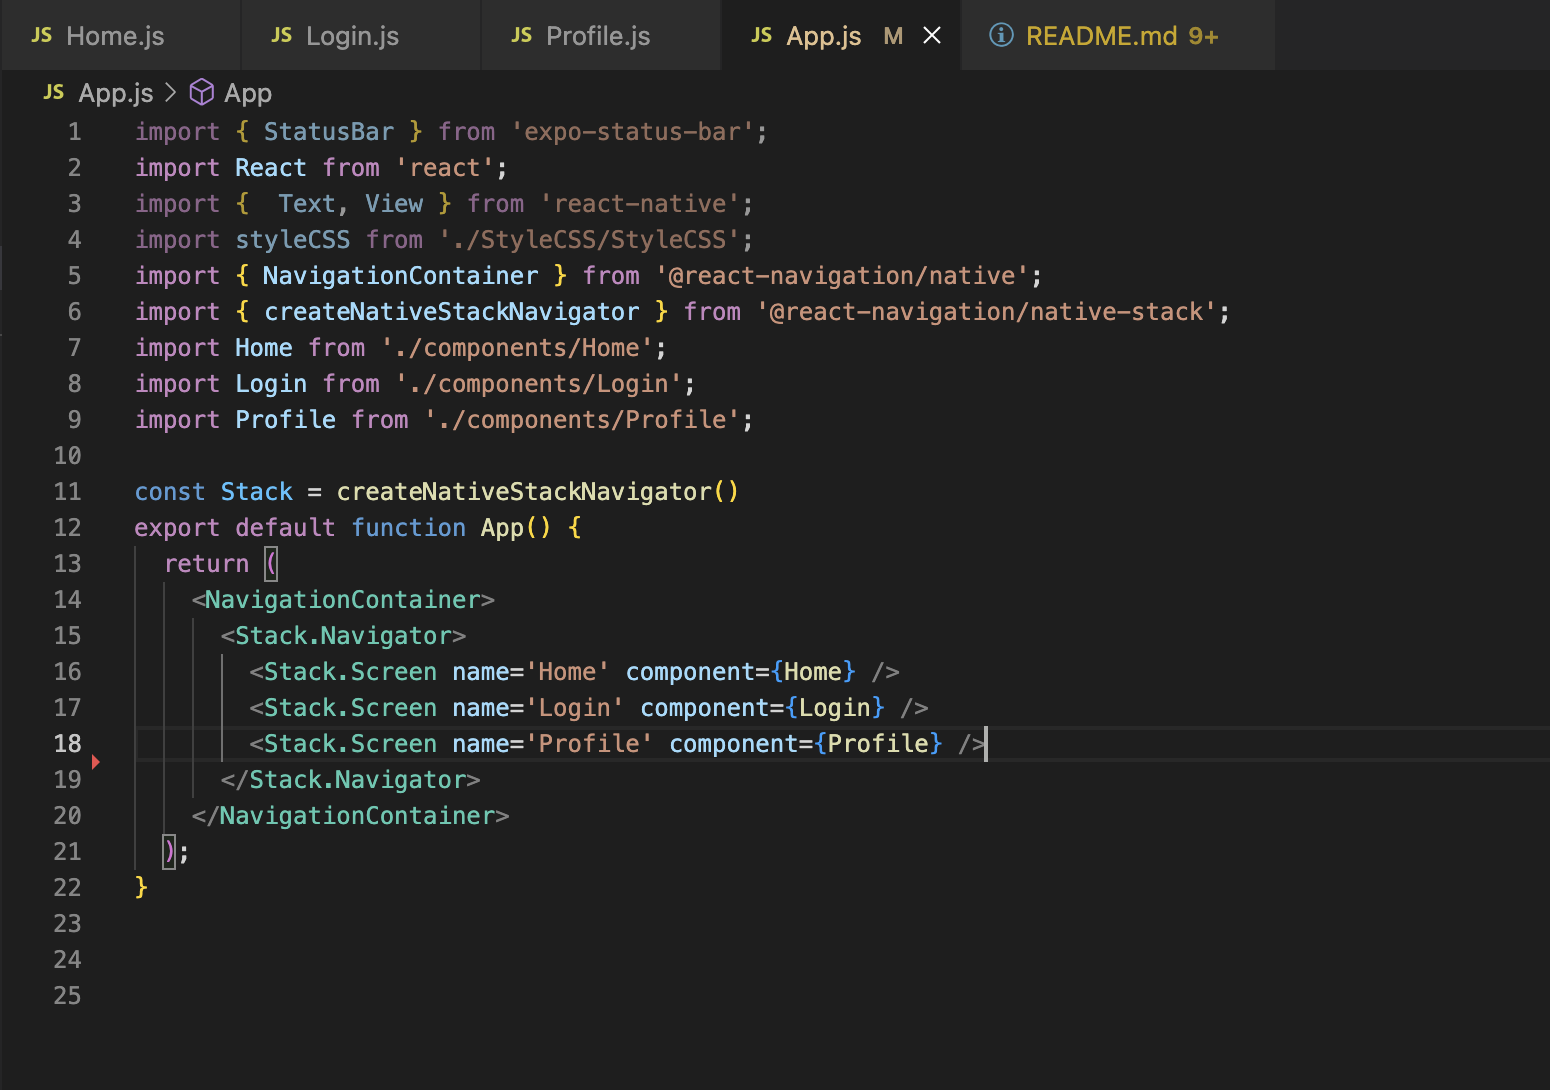 JS Home.js JS Login.js JS Profile.js JS App.js M README.md 9+
JS App.js > App
1 import { StatusBar } from 'expo-status-bar';
2 import React from 'react';
3 import {  Text, View } from 'react-native';
4 import styleCSS from './StyleCSS/StyleCSS';
5 import { NavigationContainer } from '@react-navigation/native';
6 import { createNativeStackNavigator } from '@react-navigation/native-stack';
7 import Home from './components/Home';
8 import Login from './components/Login';
9 import Profile from './components/Profile';
10
11 const Stack = createNativeStackNavigator()
12 export default function App() {
13   return (
14     <NavigationContainer>
15       <Stack.Navigator>
16         <Stack.Screen name='Home' component={Home} />
17         <Stack.Screen name='Login' component={Login} />
18         <Stack.Screen name='Profile' component={Profile} />
19       </Stack.Navigator>
20     </NavigationContainer>
21   );
22 }
23
24
25